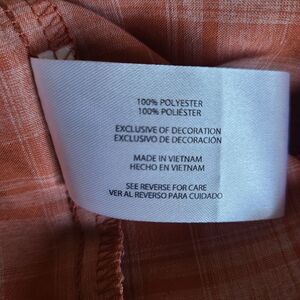 100% POLYESTER
100% POLIÉSTER
EXCLUSIVE OF DECORATION
EXCLUSIVO DE DECORACIÓN
MADE IN VIETNAM
HECHO EN VIETNAM
SEE REVERSE FOR CARE
VER AL REVERSO PARA CUIDADO